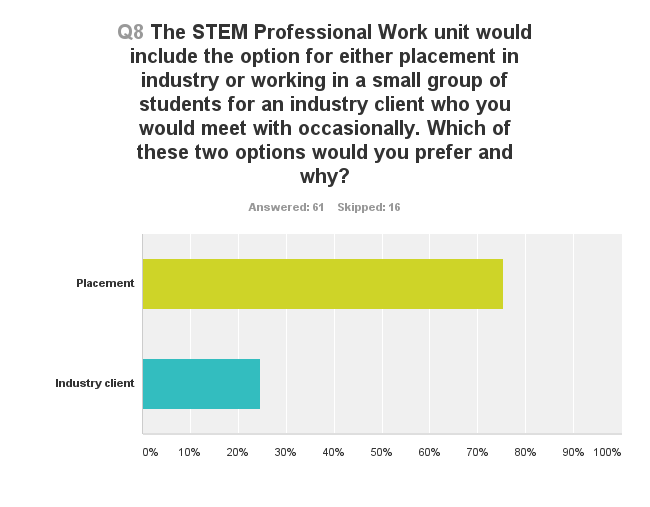 Q8 The STEM Professional Work unit would
include the option for either placement in
industry or working in a small group of
students for an industry client who you
would meet with occasionally. Which of
these two options would you prefer and
why?
Answered: 61 Skipped: 16
Placement
Industry client
0% 10% 20% 30% 40% 50% 60% 70% 80% 90% 100%